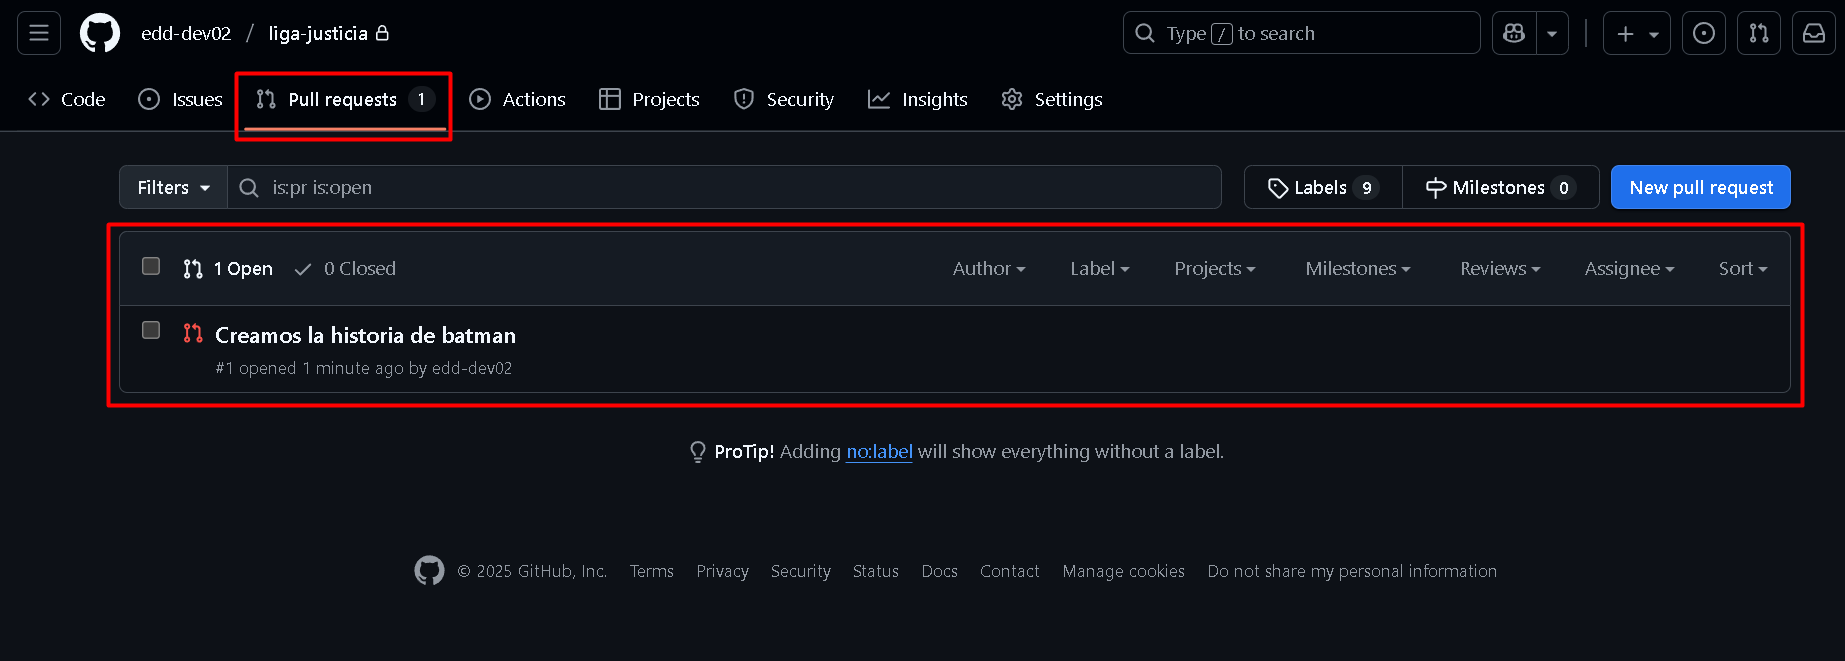 edd-dev02 / liga-justicia
Type / to search
Code Issues Pull requests 1 Actions Projects Security Insights Settings
Filters is:pr is:open Labels 9 Milestones 0 New pull request
1 Open 0 Closed Author Label Projects Milestones Reviews Assignee Sort
Creamos la historia de batman
#1 opened 1 minute ago by edd-dev02
ProTip! Adding no:label will show everything without a label.
© 2025 GitHub, Inc. Terms Privacy Security Status Docs Contact Manage cookies Do not share my personal information